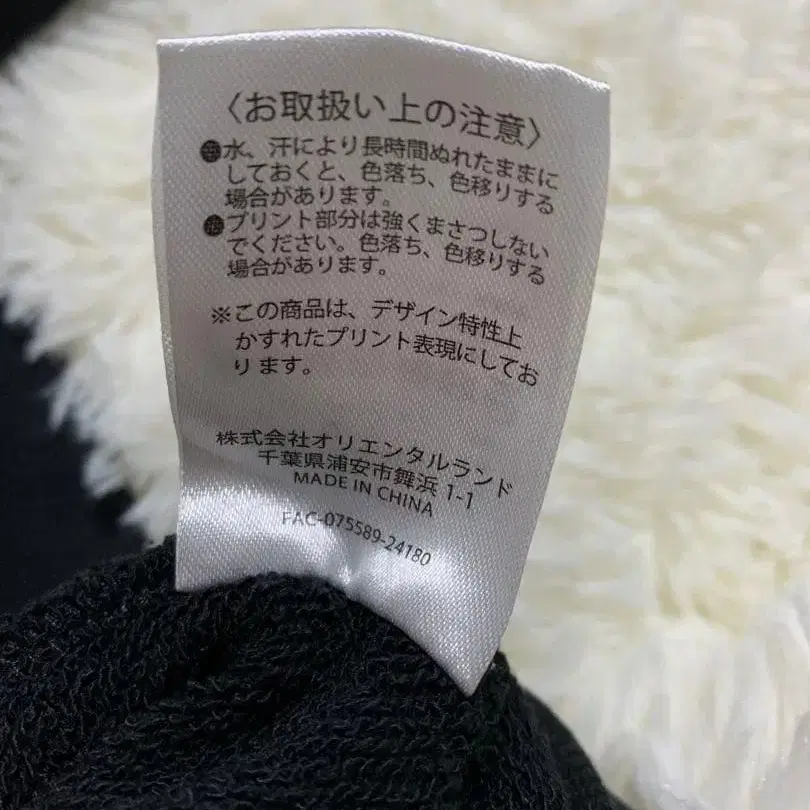 〈お取扱い上の注意〉
●水、汗により長時間ぬれたままに
しておくと、色落ち、色移りする
場合があります。
●プリント部分は強くまさつしない
でください。色落ち、色移りする
場合があります。
※この商品は、デザイン特性上
かすれたプリント表現にしてお
ります。
株式会社オリエンタルランド
千葉県浦安市舞浜 1-1
MADE IN CHINA
FAC-075589-24180